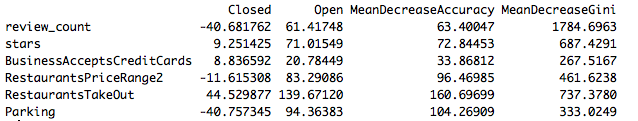 Closed Open MeanDecreaseAccuracy MeanDecreaseGini
review_count -40.681762 61.41748 63.40047 1784.6963
stars 9.251425 71.01549 72.84453 687.4291
BusinessAcceptsCreditCards 8.836592 20.78449 33.86812 267.5167
RestaurantsPriceRange2 -11.615308 83.29086 96.46985 461.6238
RestaurantsTakeOut 44.529877 139.67120 160.69699 737.3780
Parking -40.757345 94.36383 104.26909 333.0249